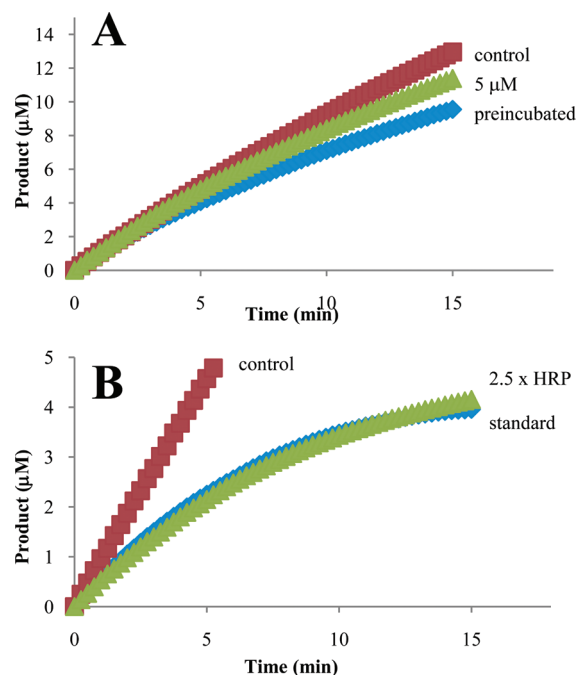 A
14
12
10
8
6
4
2
0
Product (µM)
control
5 µM
preincubated
0
5
10
15
Time (min)
B
5
4
3
2
1
0
Product (µM)
control
2.5 x HRP
standard
0
5
10
15
Time (min)